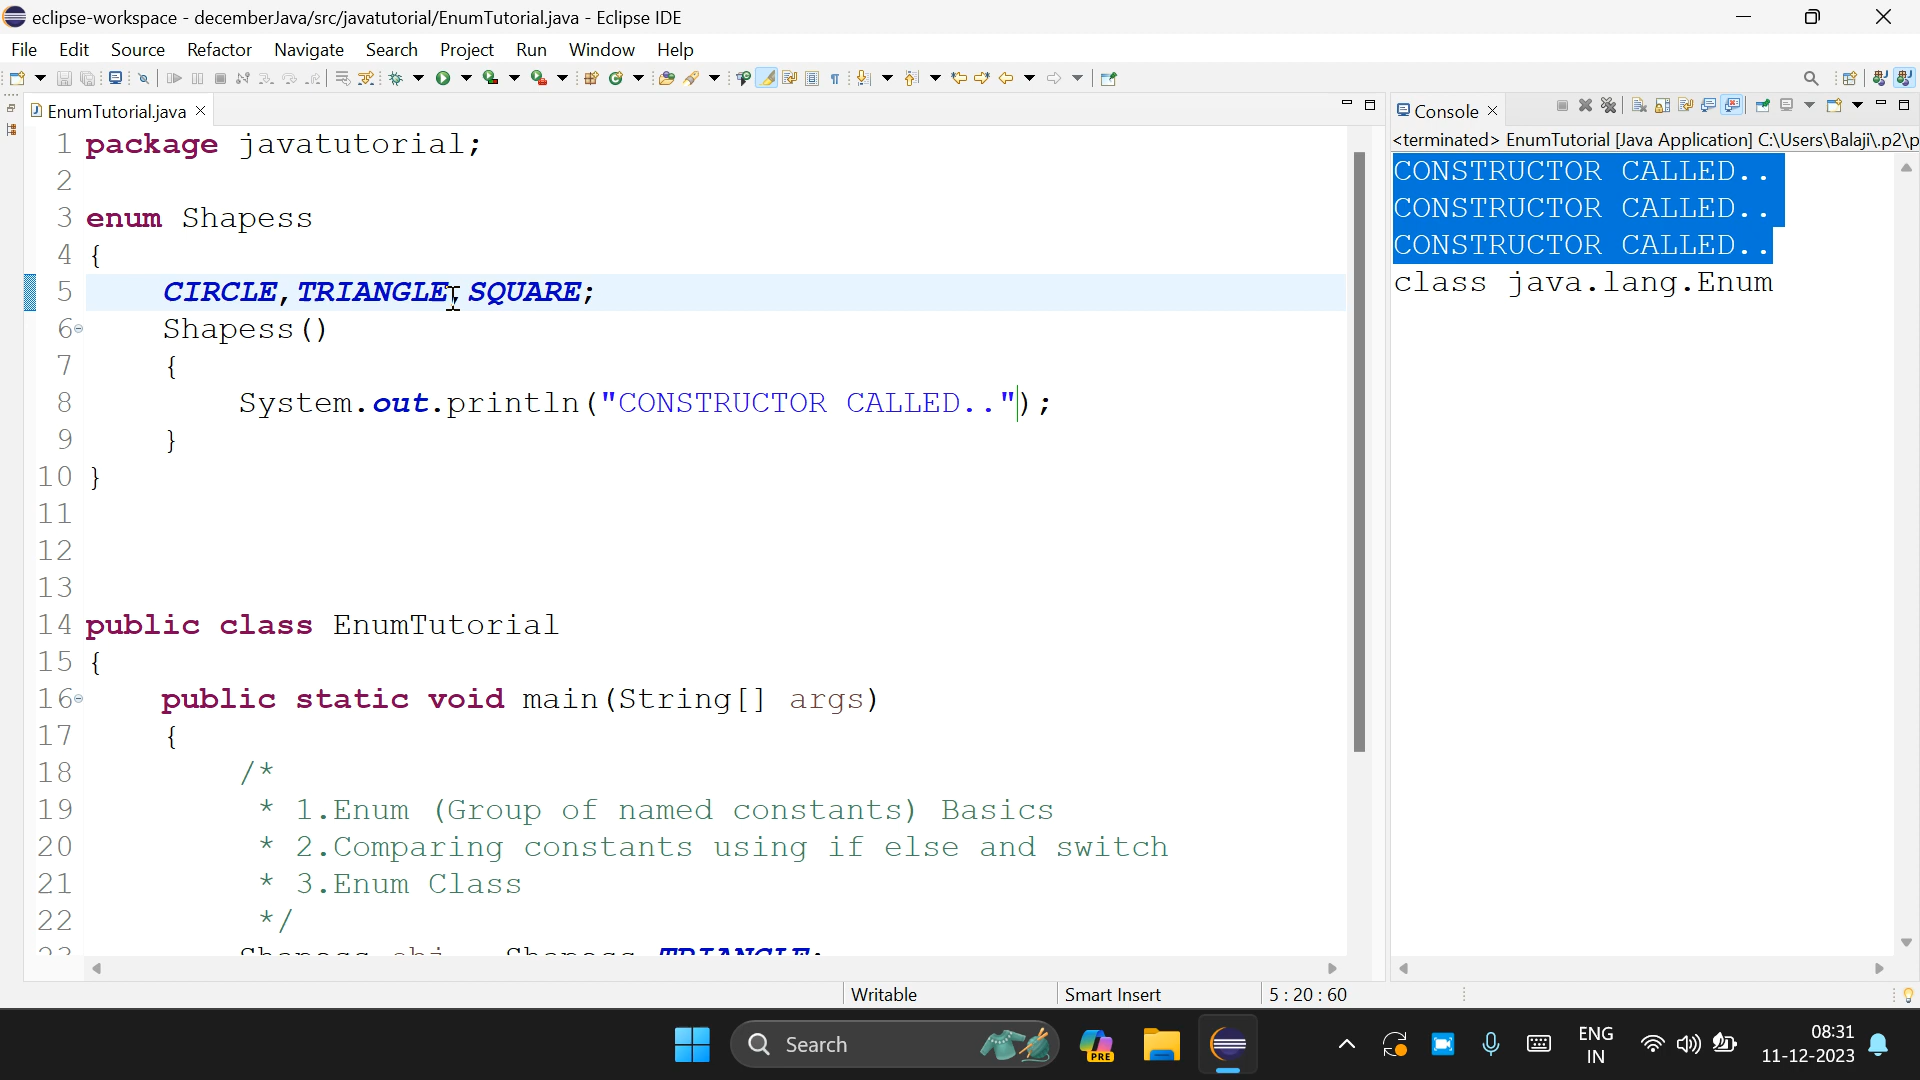 eclipse-workspace - decemberJava/src/javatutorial/EnumTutorial.java - Eclipse IDE
File Edit Source Refactor Navigate Search Project Run Window Help
EnumTutorial.java
1 package javatutorial;
2
3 enum Shapess
4 {
5 CIRCLE,TRIANGLE,SQUARE;
6 Shapess()
7 {
8 System.out.println("CONSTRUCTOR CALLED..");
9 }
10 }
11
12
13
14 public class EnumTutorial
15 {
16 public static void main(String[] args)
17 {
18 /*
19 * 1.Enum (Group of named constants) Basics
20 * 2.Comparing constants using if else and switch
21 * 3.Enum Class
22 */
Console
<terminated> EnumTutorial [Java Application] C:\Users\Balaji\.p2\p
CONSTRUCTOR CALLED..
CONSTRUCTOR CALLED..
CONSTRUCTOR CALLED..
class java.lang.Enum
Writable Smart Insert 5 : 20 : 60
Search
PRE
ENG
IN
08:31
11-12-2023